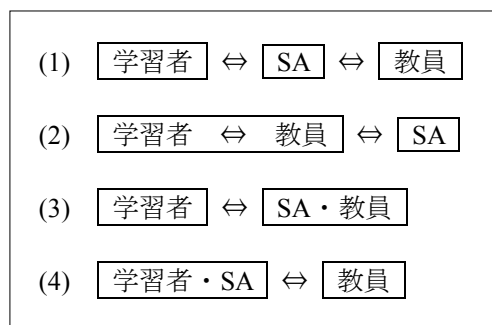 (1) 学習者 ⇔ SA ⇔ 教員
(2) 学習者 ⇔ 教員 ⇔ SA
(3) 学習者 ⇔ SA・教員
(4) 学習者・SA ⇔ 教員